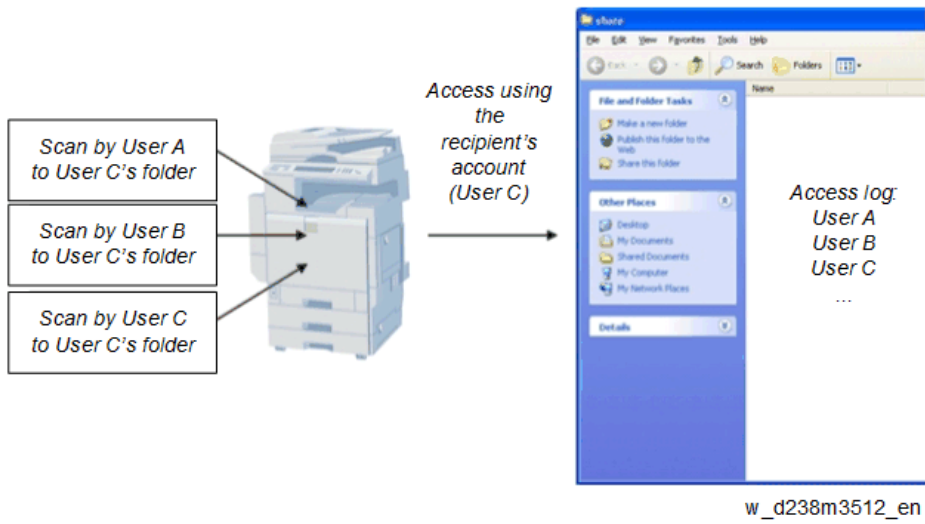 Scan by User A
to User C's folder
Scan by User B
to User C's folder
Scan by User C
to User C's folder
Access using
the
recipient's
account
(User C)
share
File Edit View Favorites Tools Help
Back
Search Folders
Name
File and Folder Tasks
Make a new folder
Publish this folder to the
Web
Share this folder
Other Places
Desktop
My Documents
Shared Documents
My Computer
My Network Places
Details
Access log:
User A
User B
User C
...
w_d238m3512_en